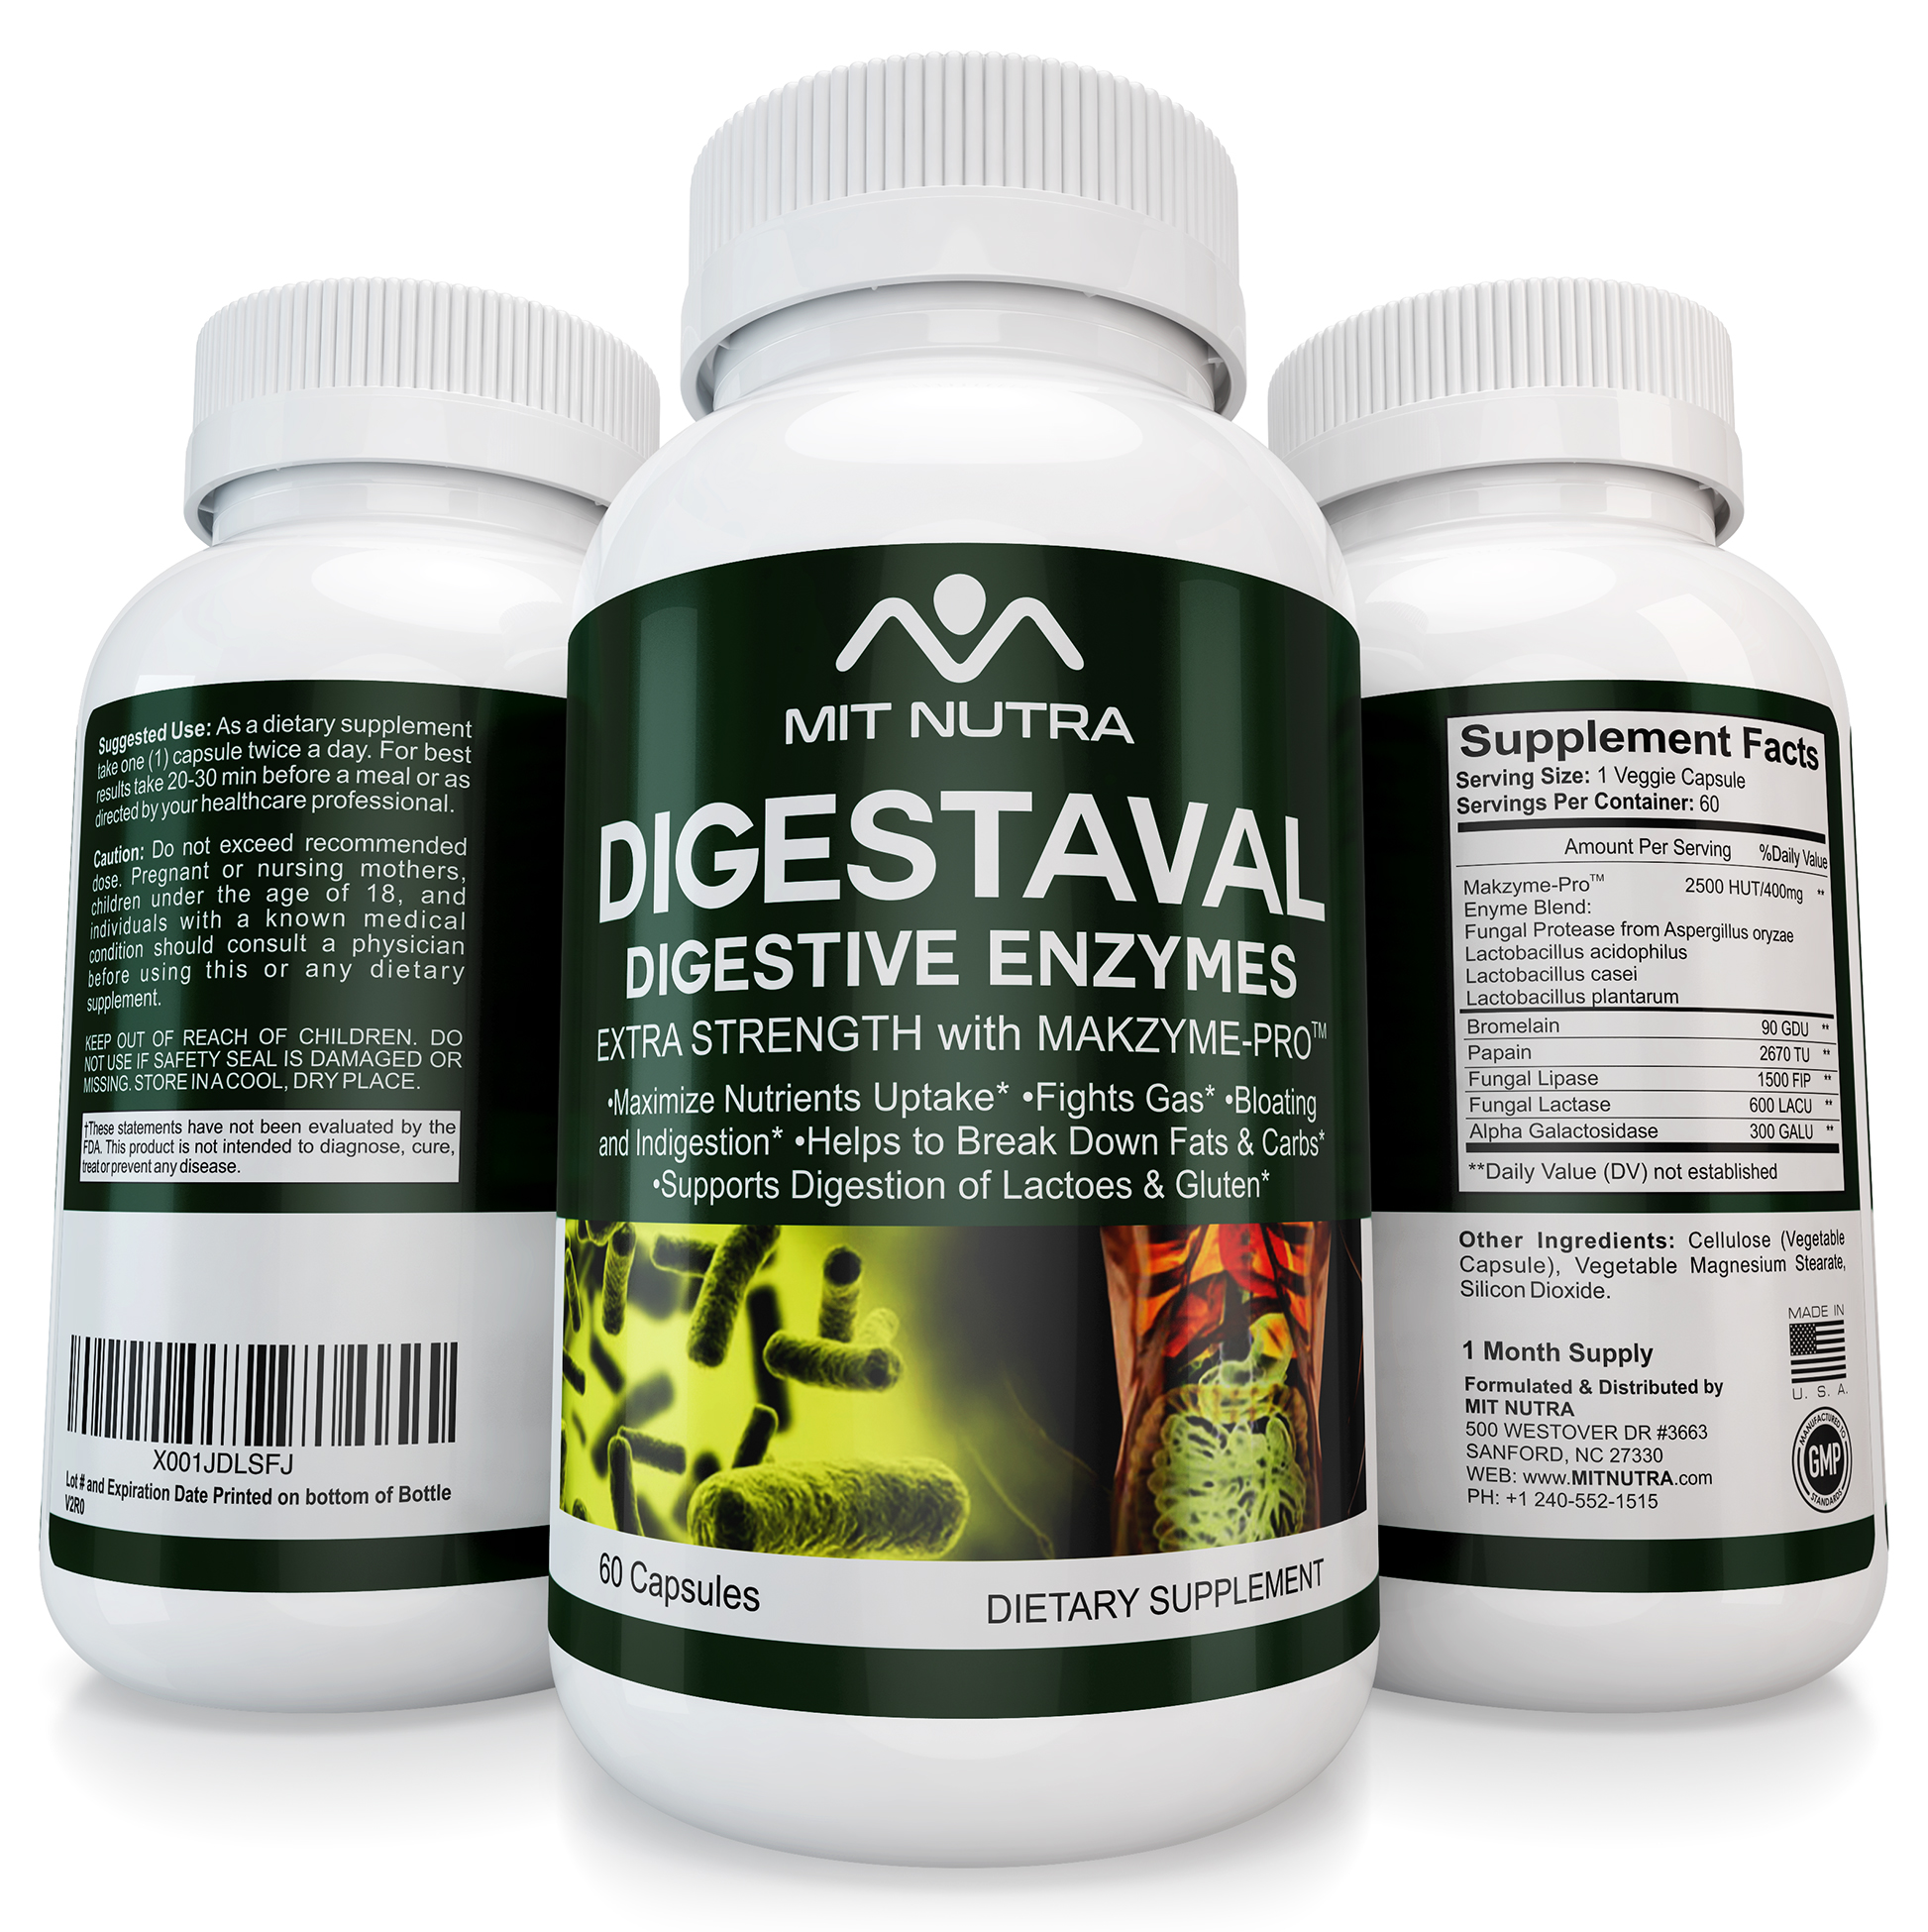 Suggested Use: As a dietary supplement
take one (1) capsule twice a day. For best
results take 20-30 min before a meal or as
directed by your healthcare professional.
Caution: Do not exceed recommended
dose. Pregnant or nursing mothers,
children under the age of 18, and
individuals with a known medical
condition should consult a physician
before using this or any dietary
supplement.
KEEP OUT OF REACH OF CHILDREN. DO
NOT USE IF SAFETY SEAL IS DAMAGED OR
MISSING. STORE IN A COOL, DRY PLACE.
†These statements have not been evaluated by the
FDA. This product is not intended to diagnose, cure,
treat or prevent any disease.
X001JDLSFJ
Lot # and Expiration Date Printed on bottom of Bottle
V2R0
MIT NUTRA
DIGESTAVAL
DIGESTIVE ENZYMES
EXTRA STRENGTH with MAKZYME-PRO™
•Maximize Nutrients Uptake* •Fights Gas* •Bloating
and Indigestion* •Helps to Break Down Fats & Carbs*
•Supports Digestion of Lactoes & Gluten*
60 Capsules
DIETARY SUPPLEMENT
Supplement Facts
Serving Size: 1 Veggie Capsule
Servings Per Container: 60
Amount Per Serving %Daily Value
Makzyme-Pro™ 2500 HUT/400mg **
Enyme Blend:
Fungal Protease from Aspergillus oryzae
Lactobacillus acidophilus
Lactobacillus casei
Lactobacillus plantarum
Bromelain 90 GDU **
Papain 2670 TU **
Fungal Lipase 1500 FIP **
Fungal Lactase 600 LACU **
Alpha Galactosidase 300 GALU **
**Daily Value (DV) not established
Other Ingredients: Cellulose (Vegetable
Capsule), Vegetable Magnesium Stearate,
Silicon Dioxide.
MADE IN
U. S. A.
1 Month Supply
Formulated & Distributed by
MIT NUTRA
500 WESTOVER DR #3663
SANFORD, NC 27330
WEB: www.MITNUTRA.com
PH: +1 240-552-1515
MANUFACTURED TO
GMP
STANDARDS